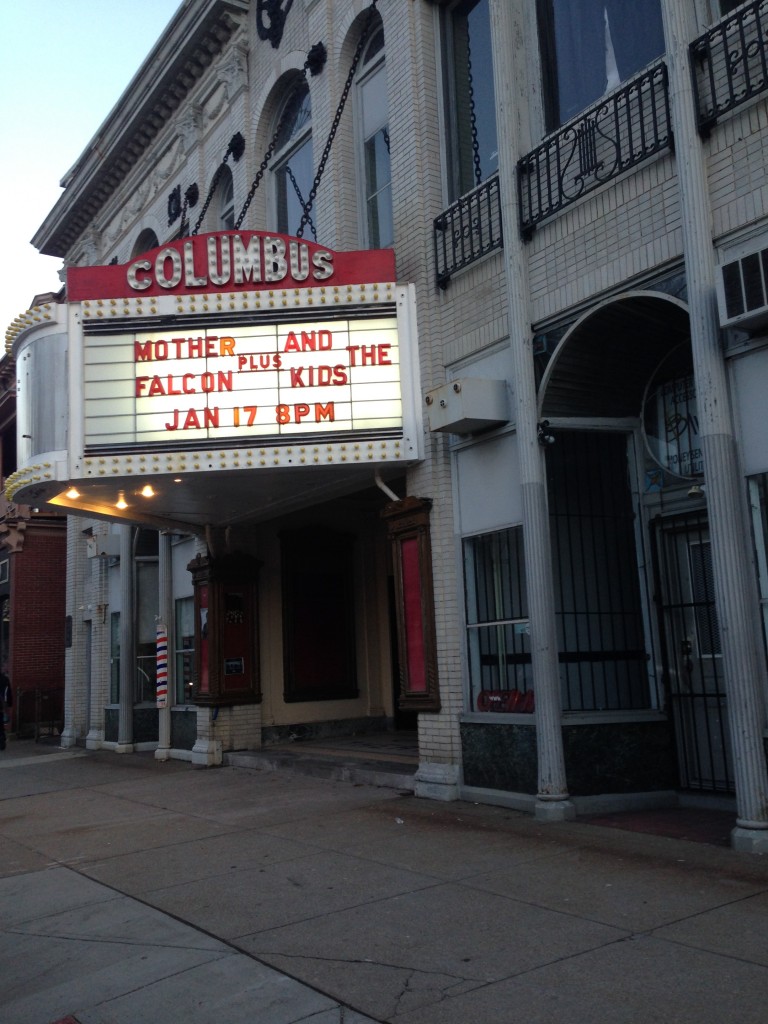 COLUMBUS
MOTHER PLUS AND THE
FALCON KIDS
JAN 17 8PM